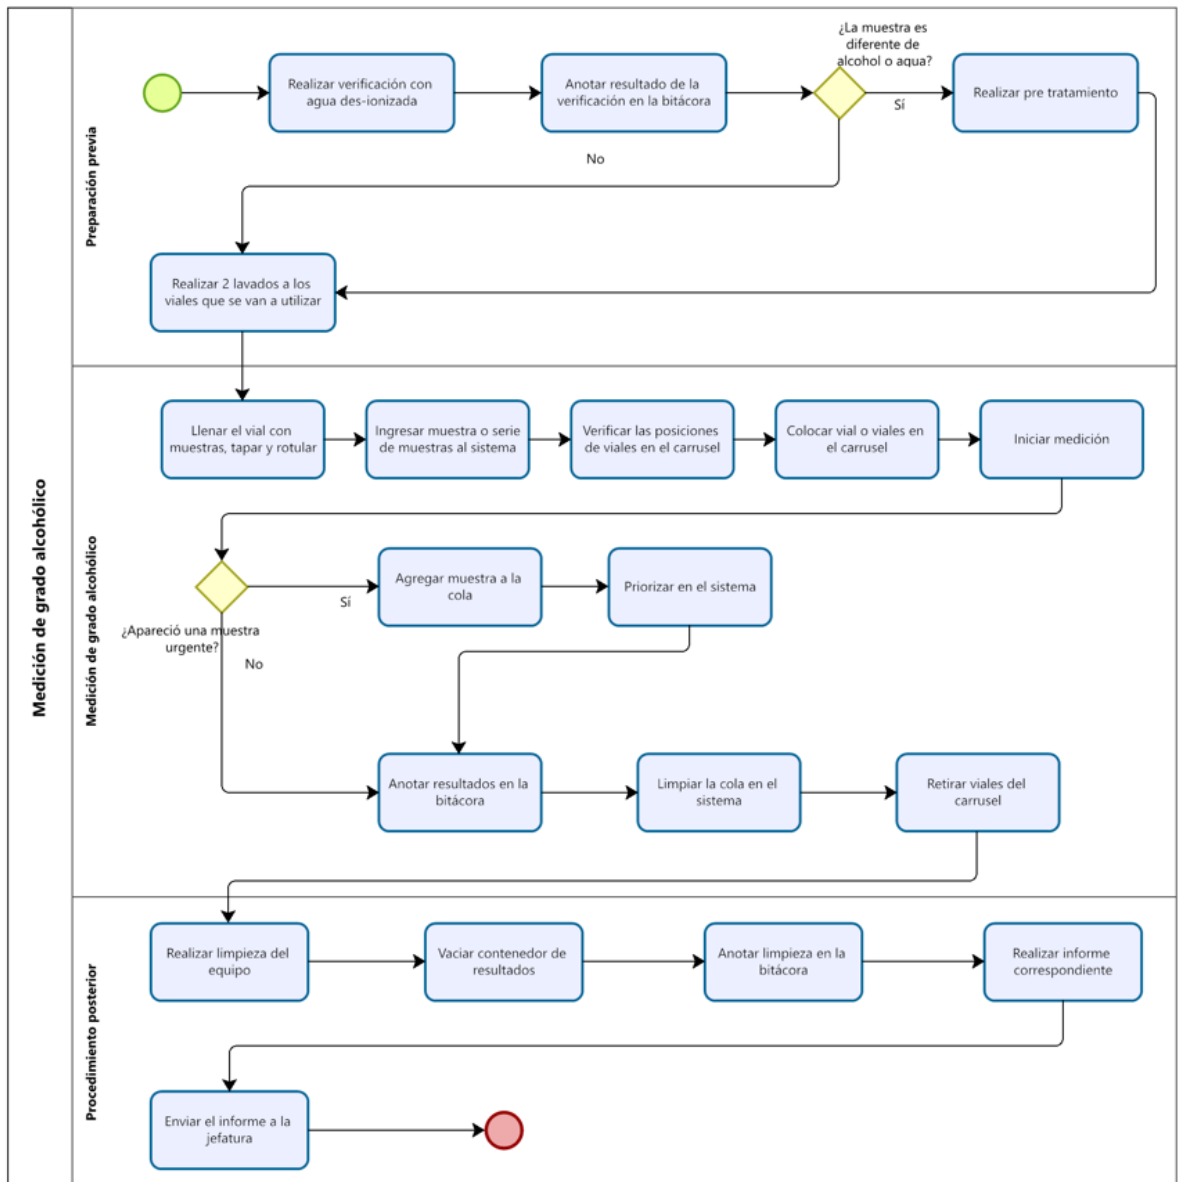 Medición de grado alcohólico
Preparación previa
Realizar verificación con
agua des-ionizada
Anotar resultado de la
verificación en la bitácora
¿La muestra es
diferente de
alcohol o agua?
Sí
Realizar pre tratamiento
No
Realizar 2 lavados a los
viales que se van a utilizar
Medición de grado alcohólico
Llenar el vial con
muestras, tapar y rotular
Ingresar muestra o serie
de muestras al sistema
Verificar las posiciones
de viales en el carrusel
Colocar vial o viales en
el carrusel
Iniciar medición
¿Apareció una muestra
urgente?
Sí
Agregar muestra a la
cola
Priorizar en el sistema
No
Anotar resultados en la
bitácora
Limpiar la cola en el
sistema
Retirar viales del
carrusel
Procedimiento posterior
Realizar limpieza del
equipo
Vaciar contenedor de
resultados
Anotar limpieza en la
bitácora
Realizar informe
correspondiente
Enviar el informe a la
jefatura